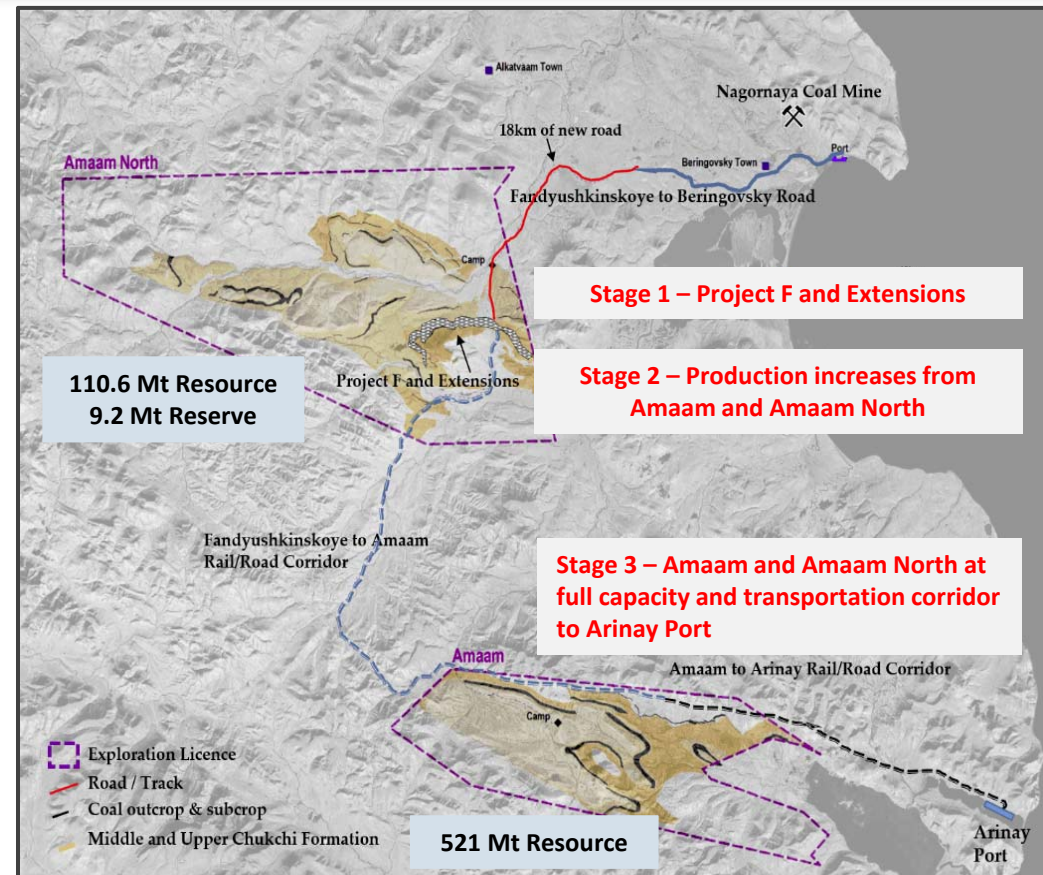 Alkatvaam Town
Nagornaya Coal Mine
18km of new road
Port
Beringovsky Town
Amaam North
Fandyushkinskoye to Beringovsky Road
Camp
Stage 1 – Project F and Extensions
Stage 2 – Production increases from
Amaam and Amaam North
110.6 Mt Resource
9.2 Mt Reserve
Project F and Extensions
Fandyushkinskoye to Amaam
Rail/Road Corridor
Stage 3 – Amaam and Amaam North at
full capacity and transportation corridor
to Arinay Port
Amaam
Amaam to Arinay Rail/Road Corridor
Camp
Exploration Licence
Road / Track
Coal outcrop & subcrop
Middle and Upper Chukchi Formation
521 Mt Resource
Arinay
Port